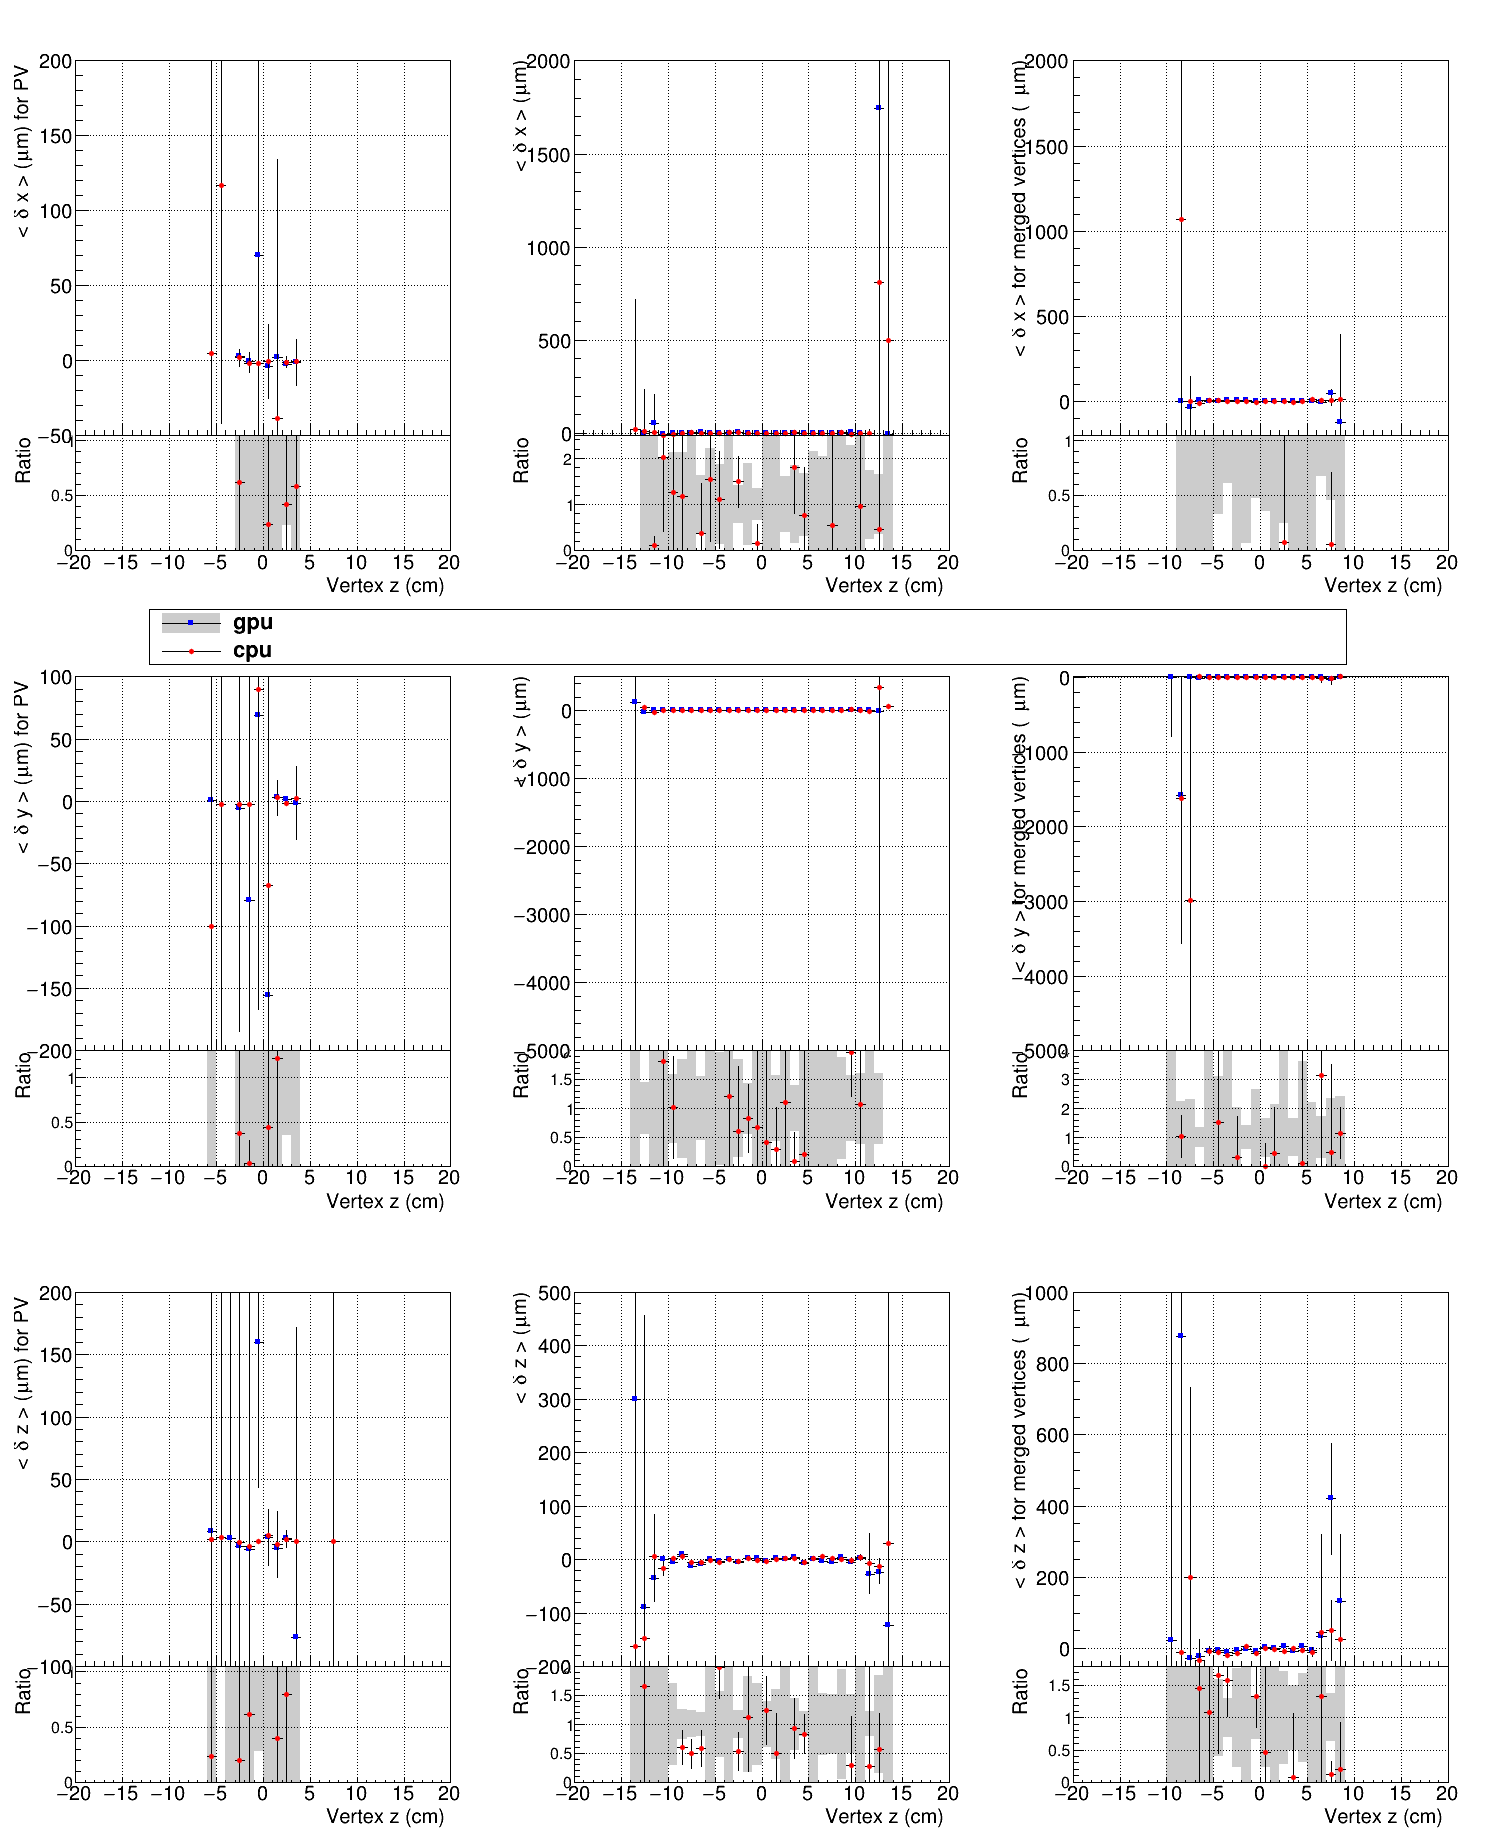 < δ x > (μm) for PV
200
150
100
50
0
−50
Ratio
0.5
0
−20 −15 −10 −5 0 5 10 15 20
Vertex z (cm)
< δ x > (μm)
2000
1500
1000
500
0
Ratio
2
1
0
−20 −15 −10 −5 0 5 10 15 20
Vertex z (cm)
< δ x > for merged vertices ( μm)
2000
1500
1000
500
0
Ratio
1
0.5
0
−20 −15 −10 −5 0 5 10 15 20
Vertex z (cm)
gpu
cpu
< δ y > (μm) for PV
100
50
0
−50
−100
−150
−200
Ratio
1
0.5
0
−20 −15 −10 −5 0 5 10 15 20
Vertex z (cm)
< δ y > (μm)
0
−1000
−2000
−3000
−4000
5000
Ratio
1.5
1
0.5
0
−20 −15 −10 −5 0 5 10 15 20
Vertex z (cm)
< δ y > for merged vertices ( μm)
0
1000
2000
3000
4000
5000
Ratio
3
2
1
0
−20 −15 −10 −5 0 5 10 15 20
Vertex z (cm)
< δ z > (μm) for PV
200
150
100
50
0
−50
100
Ratio
0.5
0
−20 −15 −10 −5 0 5 10 15 20
Vertex z (cm)
< δ z > (μm)
500
400
300
200
100
0
−100
200
Ratio
1.5
1
0.5
0
−20 −15 −10 −5 0 5 10 15 20
Vertex z (cm)
< δ z > for merged vertices ( μm)
1000
800
600
400
200
0
Ratio
1.5
1
0.5
0
−20 −15 −10 −5 0 5 10 15 20
Vertex z (cm)